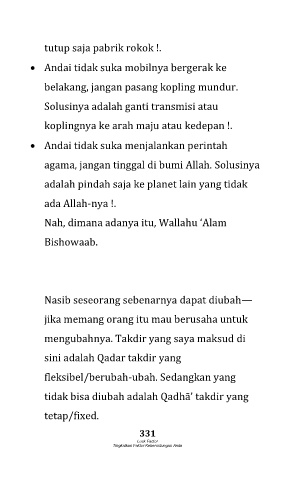 tutup saja pabrik rokok !.
• Andai tidak suka mobilnya bergerak ke
belakang, jangan pasang kopling mundur.
Solusinya adalah ganti transmisi atau
koplingnya ke arah maju atau kedepan !.
• Andai tidak suka menjalankan perintah
agama, jangan tinggal di bumi Allah. Solusinya
adalah pindah saja ke planet lain yang tidak
ada Allah-nya !.
Nah, dimana adanya itu, Wallahu ‘Alam
Bishowaab.
Nasib seseorang sebenarnya dapat diubah—
jika memang orang itu mau berusaha untuk
mengubahnya. Takdir yang saya maksud di
sini adalah Qadar takdir yang
fleksibel/berubah-ubah. Sedangkan yang
tidak bisa diubah adalah Qadhā’ takdir yang
tetap/fixed.
331
Luck Factor
Tingkatkan Faktor Keberuntungan Anda